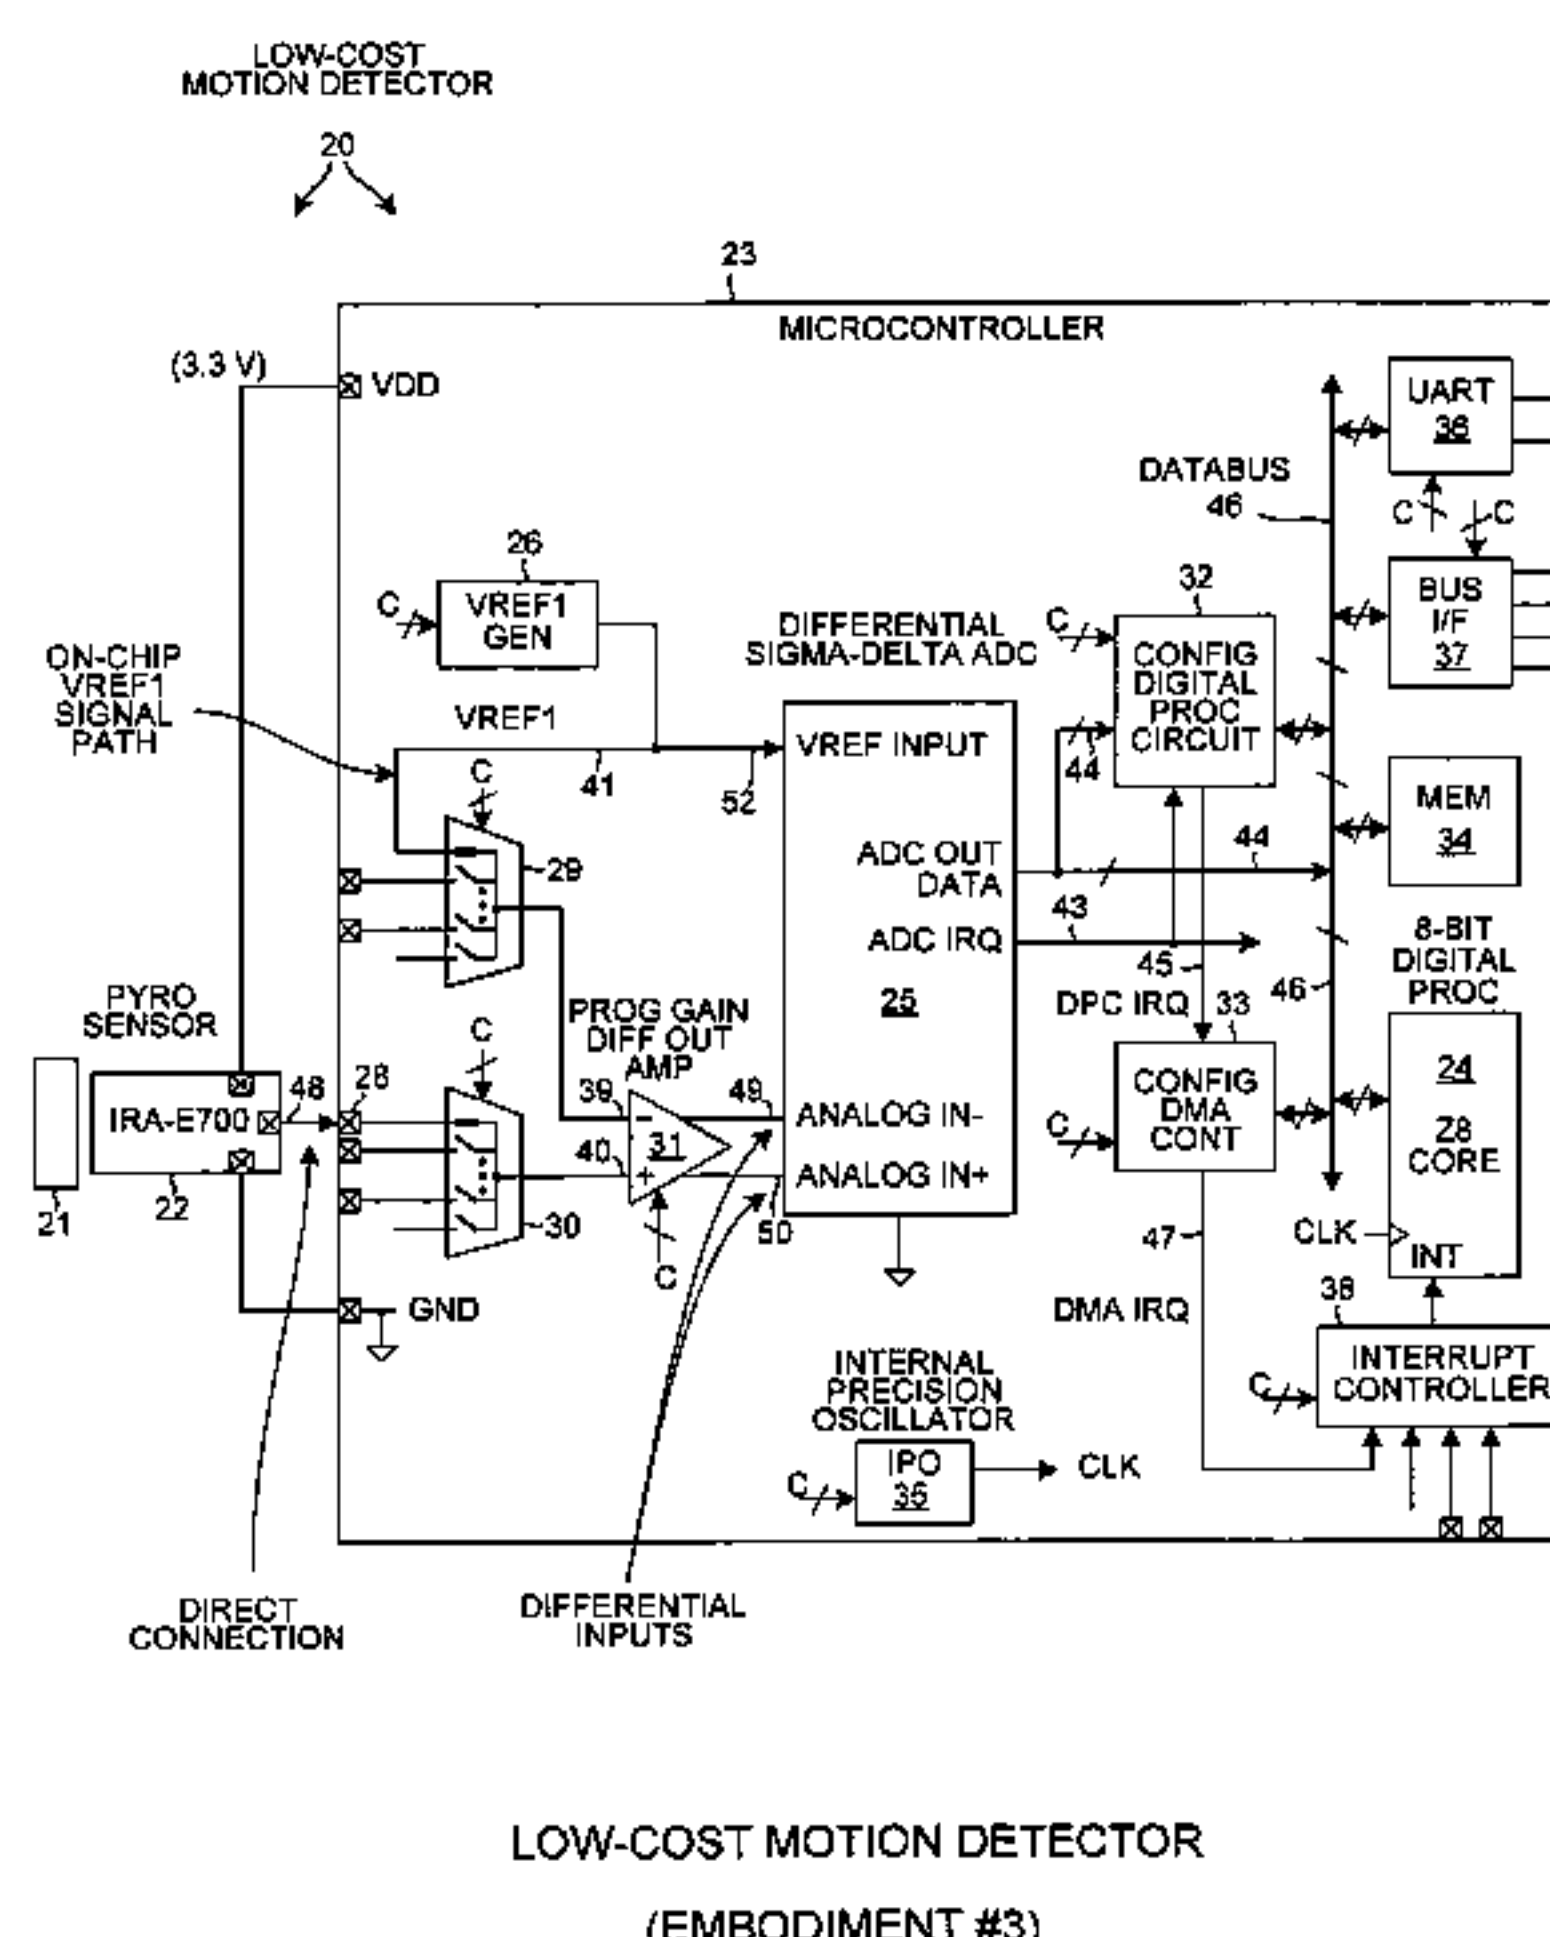 LOW-COST
MOTION DETECTOR
20
23
MICROCONTROLLER
(3.3 V)
VDD
UART
36
DATABUS
46
C
C
26
C
VREF1
GEN
32
C
CONFIG
DIGITAL
PROC
CIRCUIT
BUS
I/F
37
DIFFERENTIAL
SIGMA-DELTA ADC
ON-CHIP
VREF1
SIGNAL
PATH
VREF1
41
52
VREF INPUT
44
C
29
MEM
34
ADC OUT
DATA
44
43
ADC IRQ
45
25
46
8-BIT
DIGITAL
PROC
PYRO
SENSOR
PROG GAIN
DIFF OUT
AMP
DPC IRQ
33
C
24
Z8
CORE
CONFIG
DMA
CONT
C
IRA-E700
48
28
39
31
49
ANALOG IN-
40
ANALOG IN+
50
21
22
30
C
47
CLK
INT
GND
DMA IRQ
38
INTERRUPT
CONTROLLER
C
INTERNAL
PRECISION
OSCILLATOR
IPO
35
C
CLK
DIRECT
CONNECTION
DIFFERENTIAL
INPUTS
LOW-COST MOTION DETECTOR
(EMBODIMENT #3)